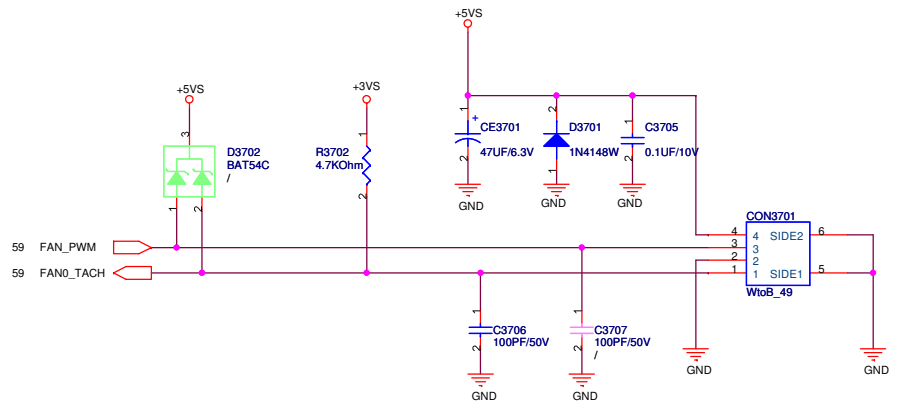 +5VS
+5VS
+3VS
1
+
CE3701
2
47UF/6.3V
GND
2
D3701
1N4148W
1
GND
1
C3705
0.1UF/10V
2
GND
3
D3702
BAT54C
/
1
2
1
R3702
4.7KOhm
2
CON3701
4 4 SIDE2 6
3 3
2 2
1 1 SIDE1 5
WtoB_49
59 FAN_PWM
59 FAN0_TACH
1
C3706
100PF/50V
2
GND
1
C3707
100PF/50V
2
/
GND
GND
GND